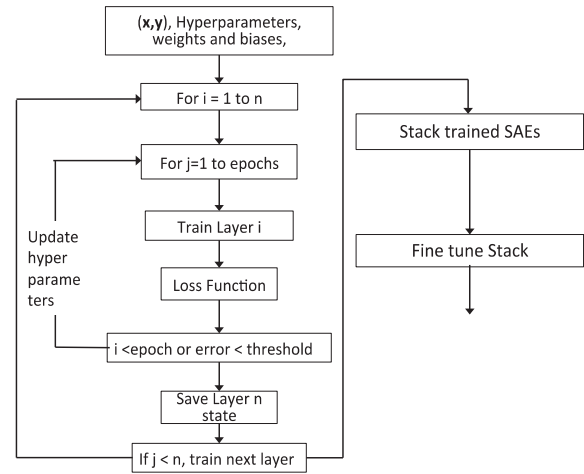 (x,y), Hyperparameters,
weights and biases,
For i = 1 to n
For j=1 to epochs
Train Layer i
Loss Function
i <epoch or error < threshold
Save Layer n
state
If j < n, train next layer
Update
hyper
parame
ters
Stack trained SAEs
Fine tune Stack